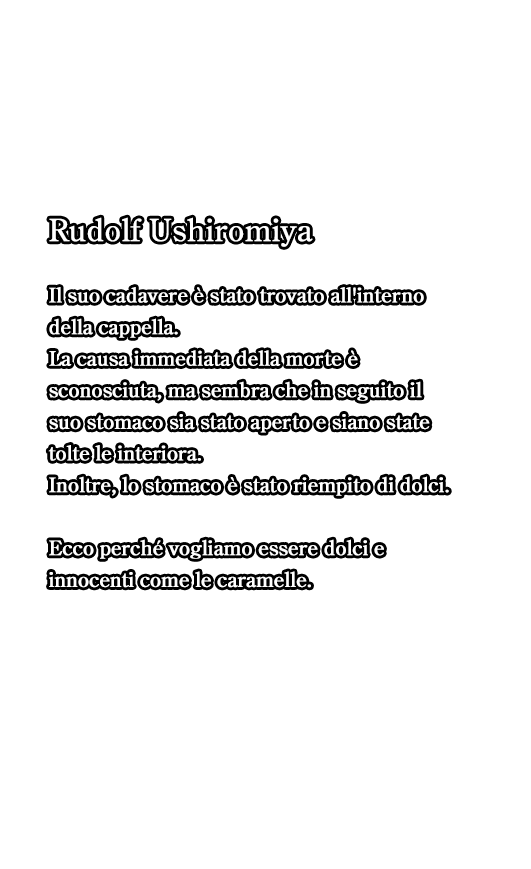 Rudolf Ushiromiya
Il suo cadavere è stato trovato all'interno
della cappella.
La causa immediata della morte è
sconosciuta, ma sembra che in seguito il
suo stomaco sia stato aperto e siano state
tolte le interiora.
Inoltre, lo stomaco è stato riempito di dolci.
Ecco perché vogliamo essere dolci e
innocenti come le caramelle.